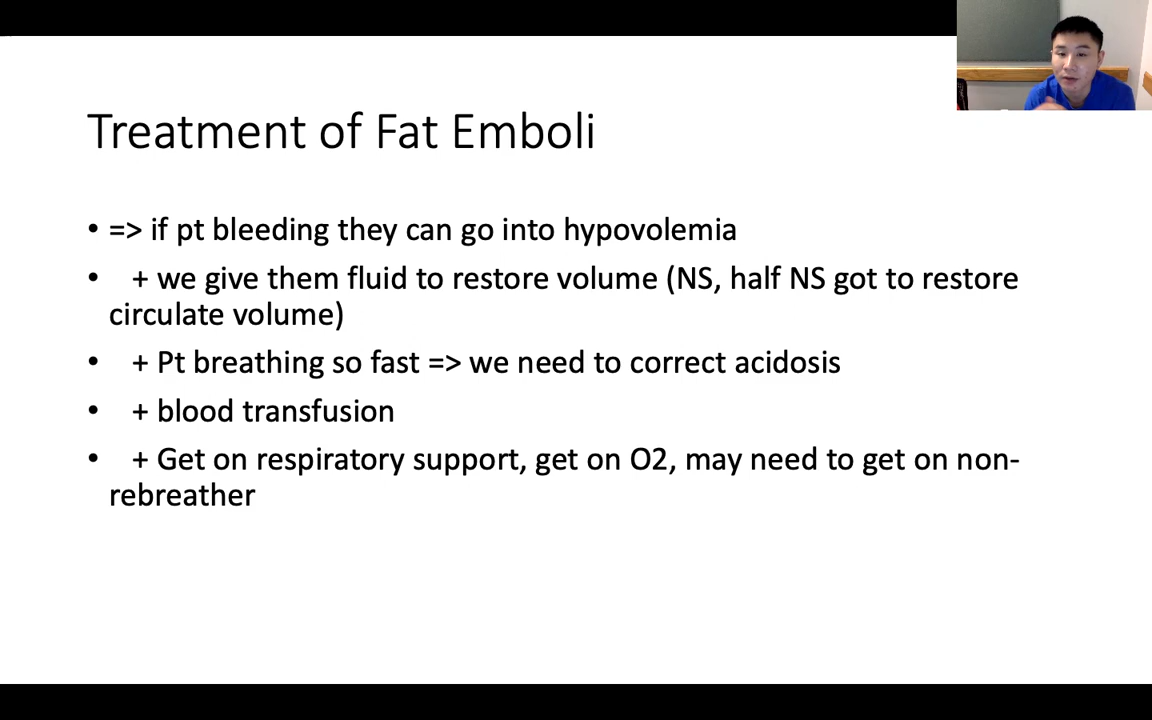 Treatment of Fat Emboli
• => if pt bleeding they can go into hypovolemia
• + we give them fluid to restore volume (NS, half NS got to restore
circulate volume)
• + Pt breathing so fast => we need to correct acidosis
• + blood transfusion
• + Get on respiratory support, get on O2, may need to get on non-
rebreather